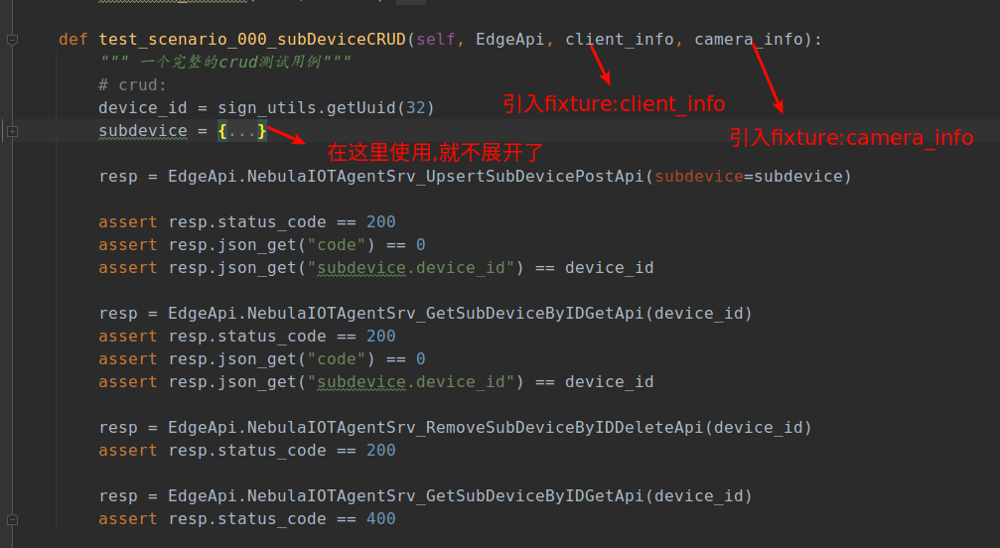 def test_scenario_000_subDeviceCRUD(self, EdgeApi, client_info, camera_info):
""" 一个完整的crud测试用例"""
# crud:
引入fixture:client_info
device_id = sign_utils.getUuid(32)
subdevice = {...}
引入fixture:camera_info
在这里使用,就不展开了
resp = EdgeApi.NebulaIOTAgentSrv_UpsertSubDevicePostApi(subdevice=subdevice)
assert resp.status_code == 200
assert resp.json_get("code") == 0
assert resp.json_get("subdevice.device_id") == device_id
resp = EdgeApi.NebulaIOTAgentSrv_GetSubDeviceByIDGetApi(device_id)
assert resp.status_code == 200
assert resp.json_get("code") == 0
assert resp.json_get("subdevice.device_id") == device_id
resp = EdgeApi.NebulaIOTAgentSrv_RemoveSubDeviceByIDDeleteApi(device_id)
assert resp.status_code == 200
resp = EdgeApi.NebulaIOTAgentSrv_GetSubDeviceByIDGetApi(device_id)
assert resp.status_code == 400